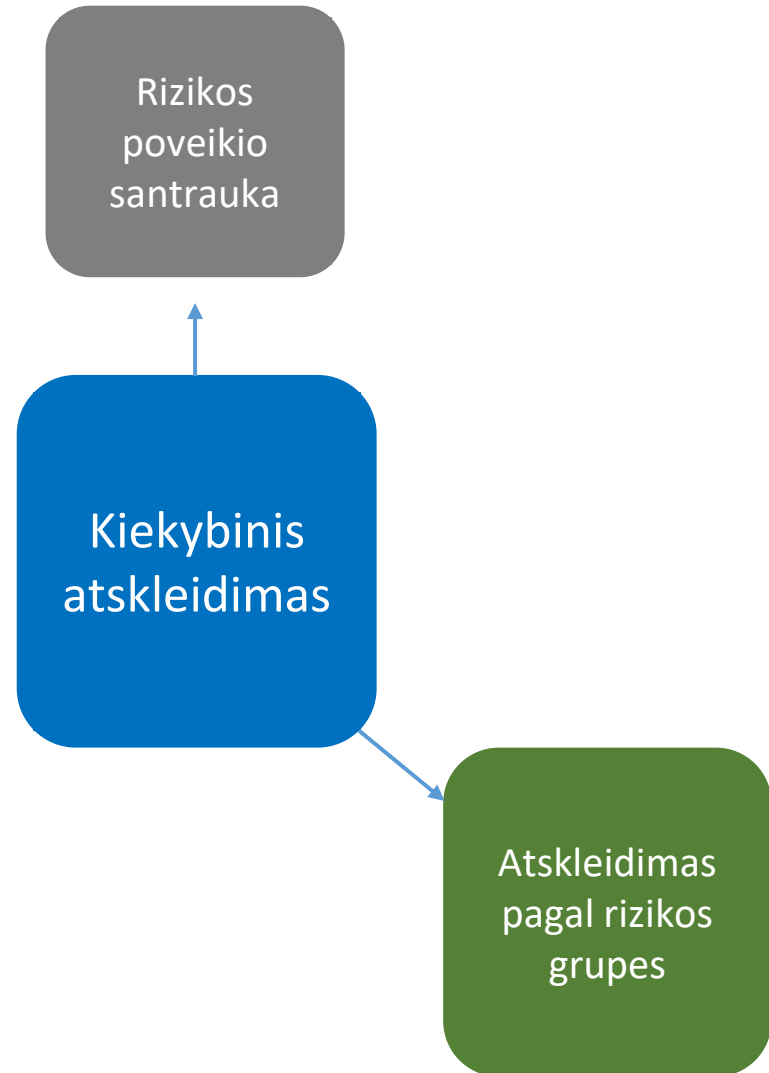 Rizikos
poveikio
santrauka
Kiekybinis
atskleidimas
Atskleidimas
pagal rizikos
grupes